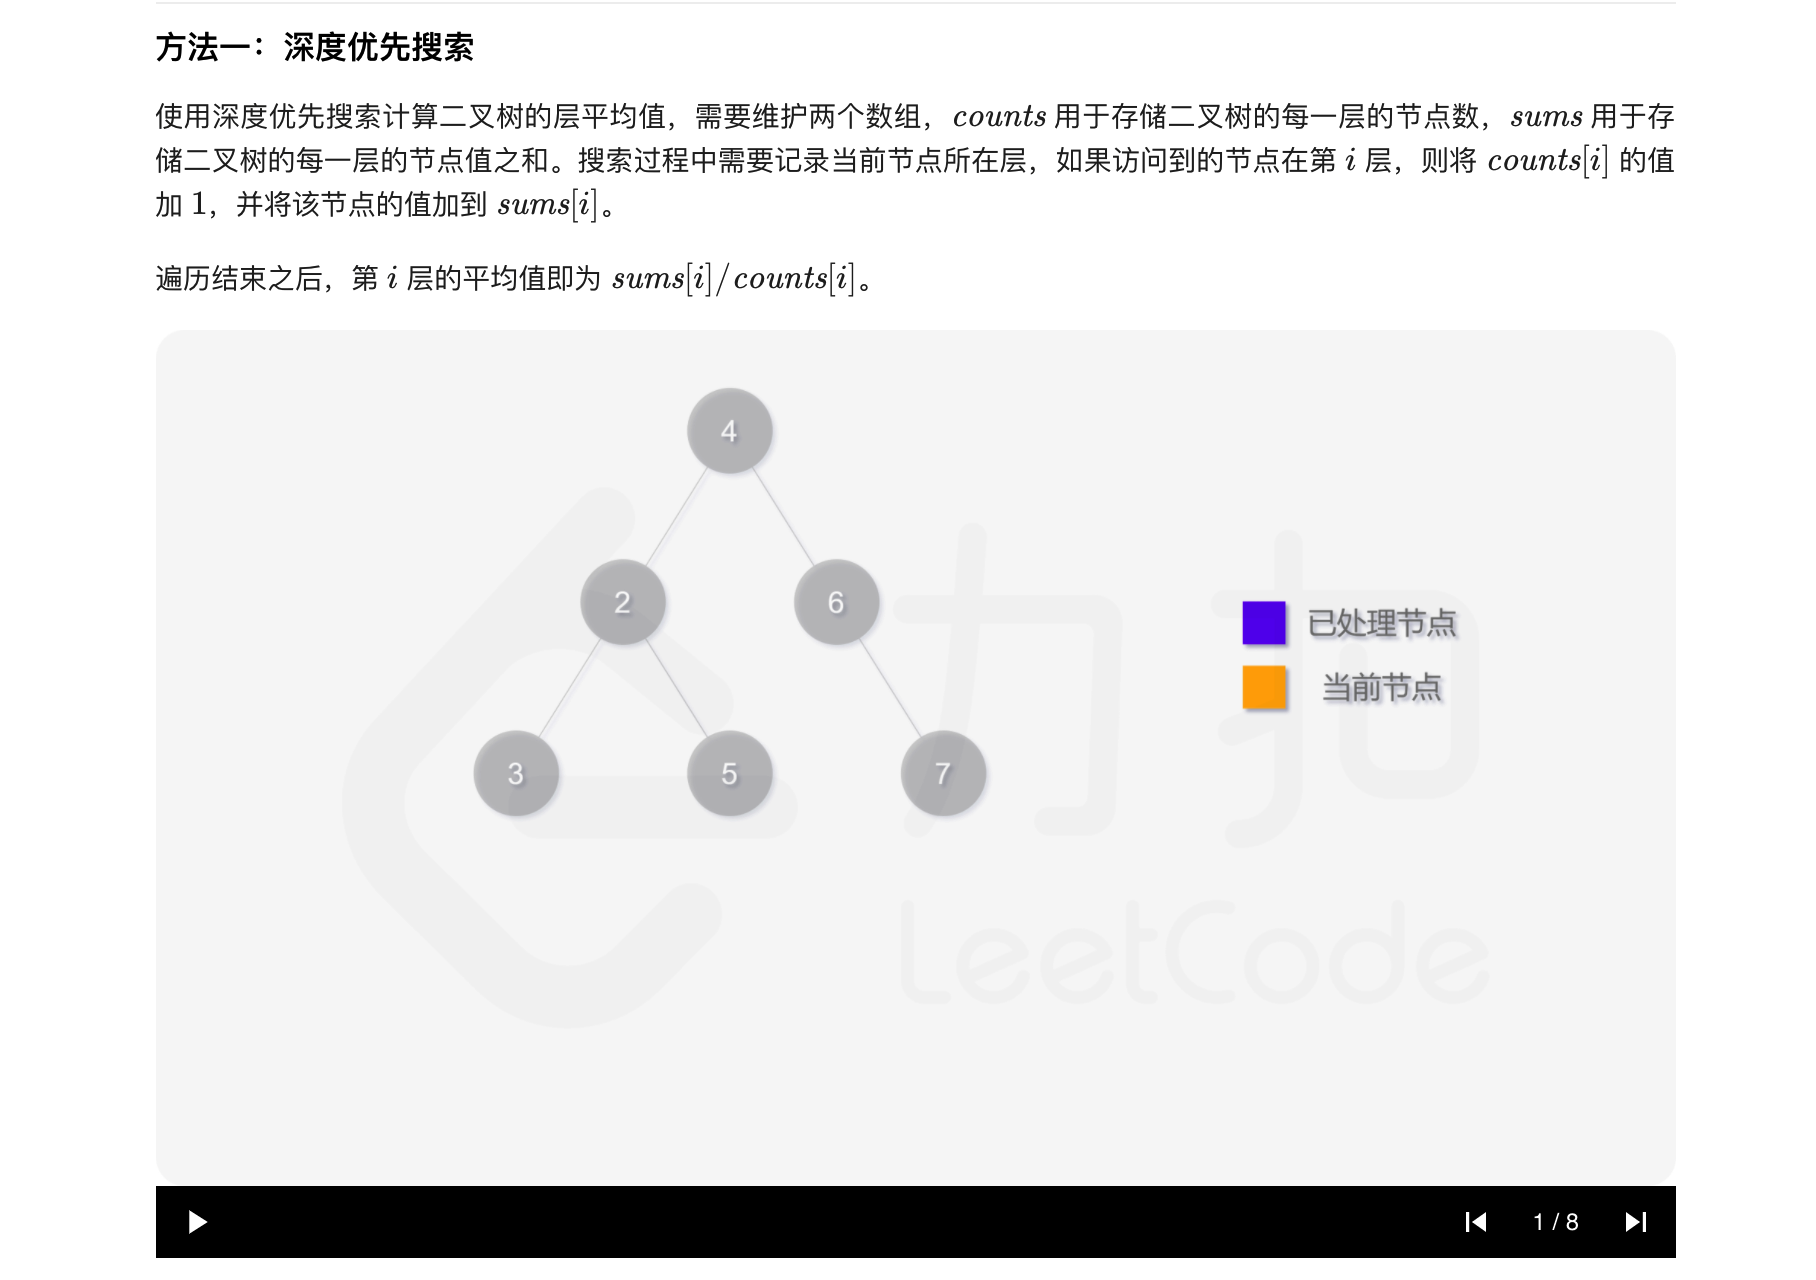 方法一：深度优先搜索
使用深度优先搜索计算二叉树的层平均值，需要维护两个数组，counts 用于存储二叉树的每一层的节点数，sums 用于存
储二叉树的每一层的节点值之和。搜索过程中需要记录当前节点所在层，如果访问到的节点在第 i 层，则将 counts[i] 的值
加 1，并将该节点的值加到 sums[i]。
遍历结束之后，第 i 层的平均值即为 sums[i]/counts[i]。
4
2
6
3
5
7
已处理节点
当前节点
力扣
LeetCode
1 / 8